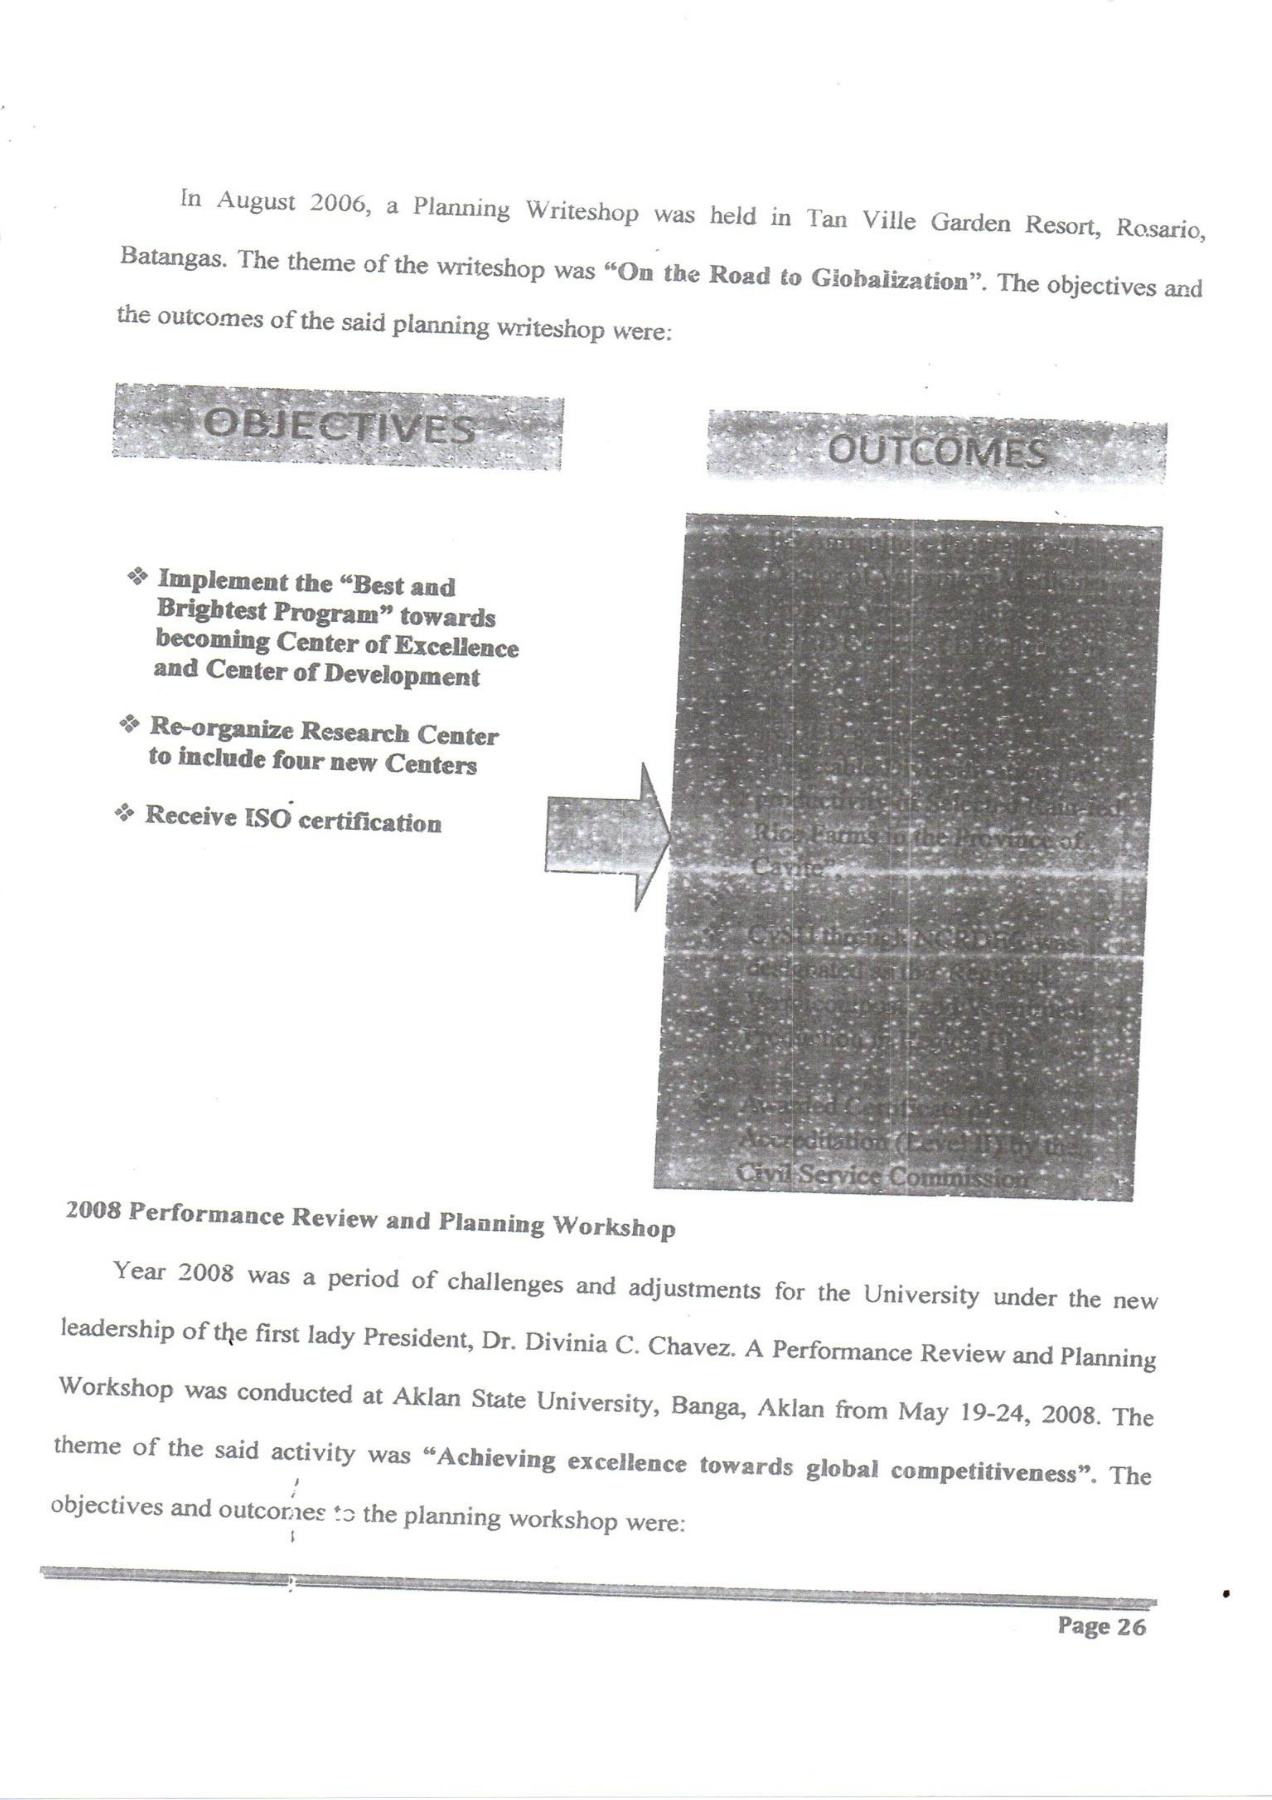 In August 2006, a Planning Writeshop was held in Tan Ville Garden Resort, Rosario,
Batangas. The theme of the writeshop was “On the Road to Globalization”. The objectives and
the outcomes of the said planning writeshop were:
OBJECTIVES
❖ Implement the “Best and
Brightest Program” towards
becoming Center of Excellence
and Center of Development
❖ Re-organize Research Center
to include four new Centers
❖ Receive ISO certification
OUTCOMES
Rice Farms in the Province of
Cavite”.
CvSU through NCRDEC was
designated as the Regional
Production in Region IV
Awarded Certificate of
Accreditation (Level II) by the
Civil Service Commission
2008 Performance Review and Planning Workshop
Year 2008 was a period of challenges and adjustments for the University under the new
leadership of the first lady President, Dr. Divinia C. Chavez. A Performance Review and Planning
Workshop was conducted at Aklan State University, Banga, Aklan from May 19-24, 2008. The
theme of the said activity was “Achieving excellence towards global competitiveness”. The
objectives and outcomes to the planning workshop were:
Page 26